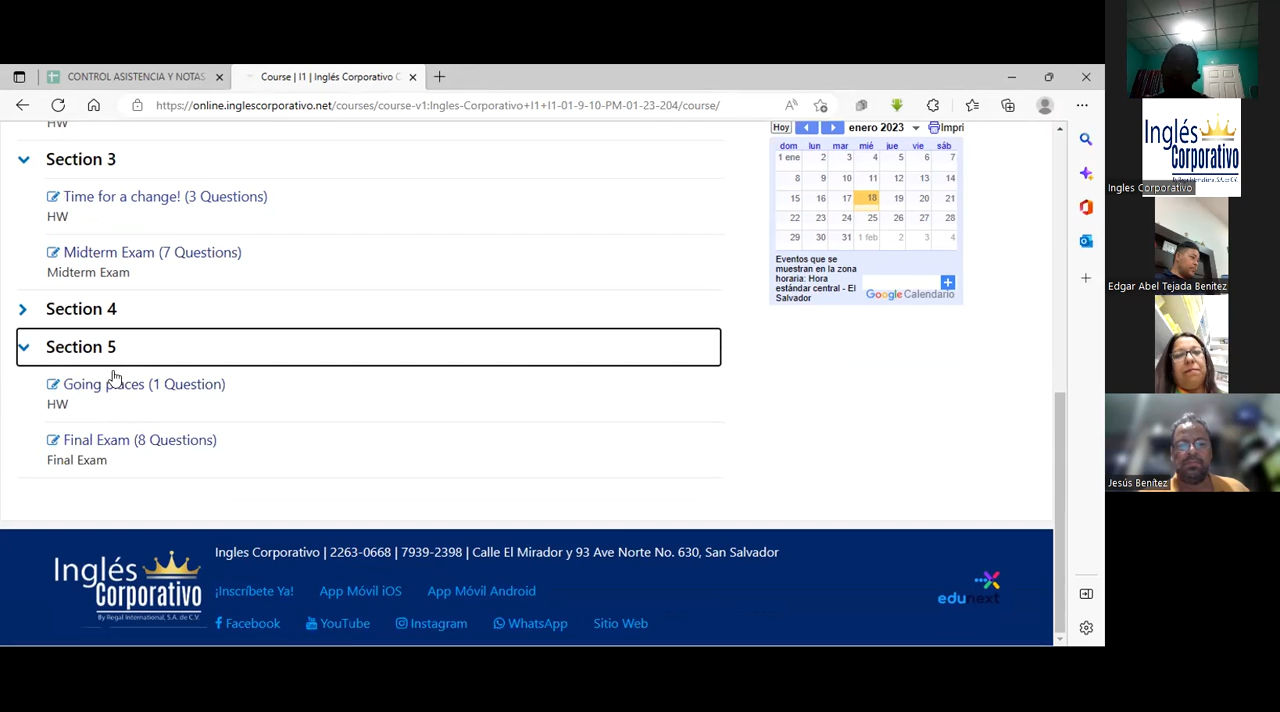 CONTROL ASISTENCIA Y NOTAS
Course | I1 | Inglés Corporativo C
https://online.inglescorporativo.net/courses/course-v1:Ingles-Corporativo+I1+I1-01-9-10-PM-01-23-204/course/
HW
Section 3
Time for a change! (3 Questions)
HW
Midterm Exam (7 Questions)
Midterm Exam
Section 4
Section 5
Going places (1 Question)
HW
Final Exam (8 Questions)
Final Exam
Hoy
enero 2023
Imprí
dom lun mar mié jue vie sáb
1 ene 2 3 4 5 6 7
8 9 10 11 12 13 14
15 16 17 18 19 20 21
22 23 24 25 26 27 28
29 30 31 1 feb 2 3 4
Eventos que se
muestran en la zona
horaria: Hora
estándar central - El
Salvador
Google Calendario
Inglés
Corporativo
By Regal International, S.A. de C.V.
Ingles Corporativo | 2263-0668 | 7939-2398 | Calle El Mirador y 93 Ave Norte No. 630, San Salvador
¡Inscríbete Ya! App Móvil iOS App Móvil Android
Facebook YouTube Instagram WhatsApp Sitio Web
edunext
Inglés
Corporativo
Ingles Corporativo
Edgar Abel Tejada Benitez
Jesús Benítez